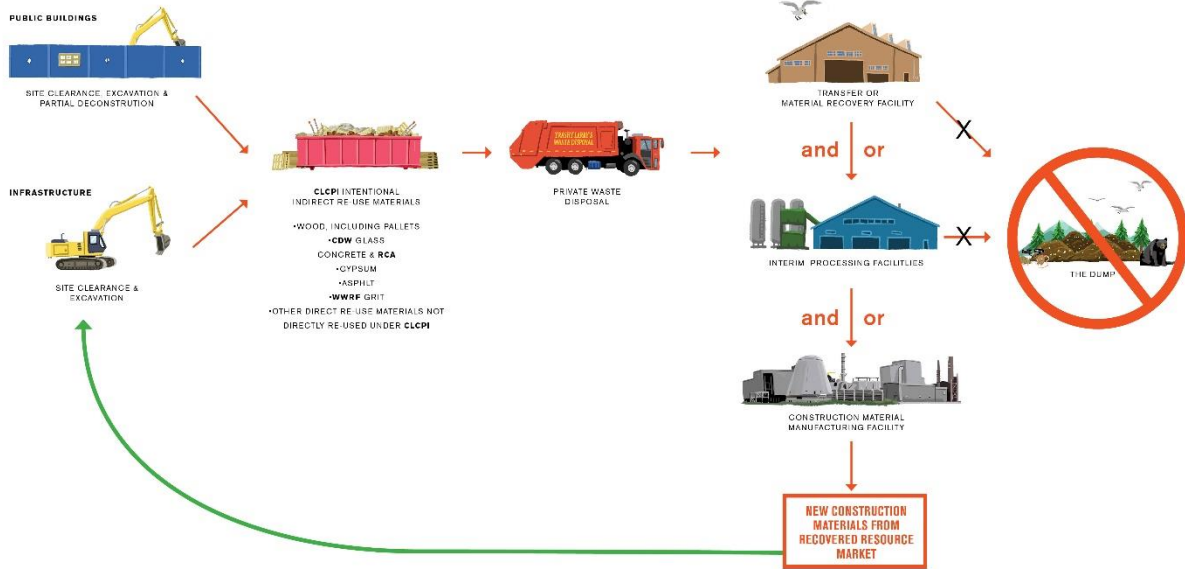 PUBLIC BUILDINGS
SITE CLEARANCE, EXCAVATION &
PARTIAL DECONSTRUTION
INFRASTRUCTURE
SITE CLEARANCE &
EXCAVATION
CLCPI INTENTIONAL
INDIRECT RE-USE MATERIALS
•WOOD, INCLUDING PALLETS
•CDW GLASS
CONCRETE & RCA
•GYPSUM
•ASPHLT
•WWRF GRIT
•OTHER DIRECT RE-USE MATERIALS NOT
DIRECTLY RE-USED UNDER CLCPI
WASTE DISPOSAL
PRIVATE WASTE
DISPOSAL
TRANSFER OR
MATERIAL RECOVERY FACILITY
X
and or
INTERIM PROCESSING FACILITLIES
X
THE DUMP
and or
CONSTRUCTION MATERIAL
MANUFACTURING FACILITY
NEW CONSTRUCTION
MATERIALS FROM
RECOVERED RESOURCE
MARKET